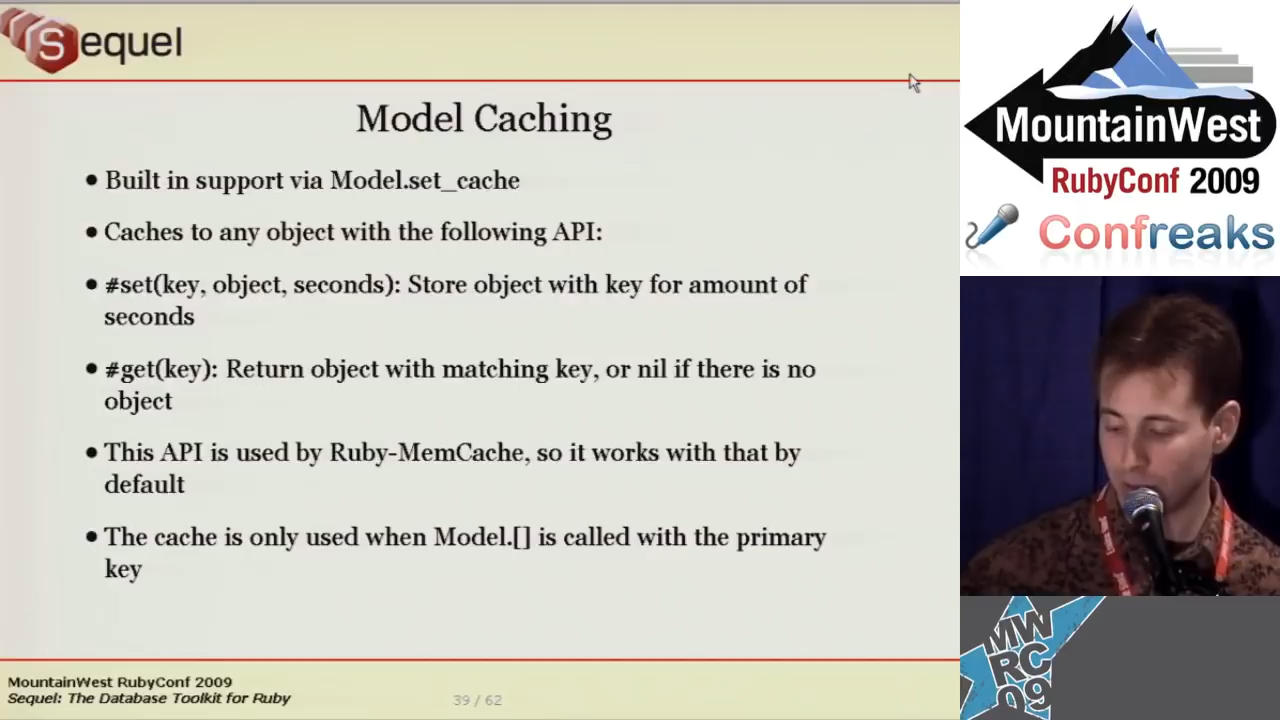 Sequel
Model Caching
• Built in support via Model.set_cache
• Caches to any object with the following API:
• #set(key, object, seconds): Store object with key for amount of
seconds
• #get(key): Return object with matching key, or nil if there is no
object
• This API is used by Ruby-MemCache, so it works with that by
default
• The cache is only used when Model.[] is called with the primary
key
MountainWest RubyConf 2009
Sequel: The Database Toolkit for Ruby
39 / 62
MountainWest
RubyConf 2009
Confreaks
MW
RC
09